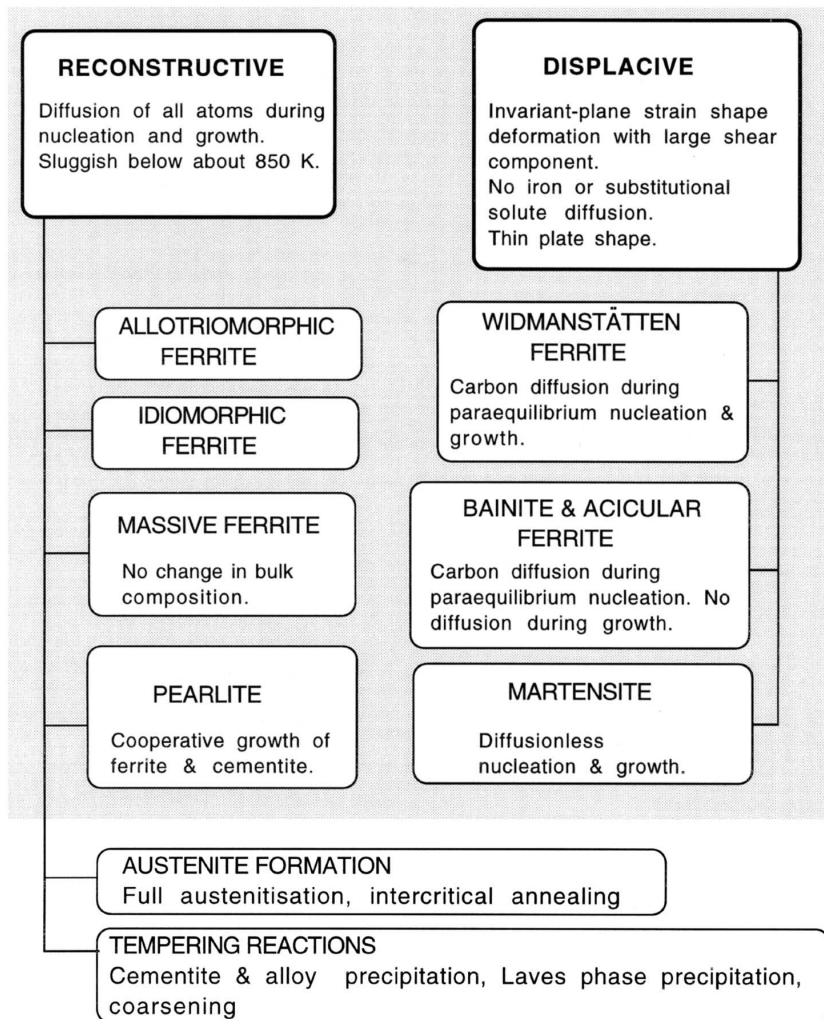 RECONSTRUCTIVE
Diffusion of all atoms during
nucleation and growth.
Sluggish below about 850 K.
ALLOTRIOMORPHIC
FERRITE
IDIOMORPHIC
FERRITE
MASSIVE FERRITE
No change in bulk
composition.
PEARLITE
Cooperative growth of
ferrite & cementite.
DISPLACIVE
Invariant-plane strain shape
deformation with large shear
component.
No iron or substitutional
solute diffusion.
Thin plate shape.
WIDMANSTÄTTEN
FERRITE
Carbon diffusion during
paraequilibrium nucleation &
growth.
BAINITE & ACICULAR
FERRITE
Carbon diffusion during
paraequilibrium nucleation. No
diffusion during growth.
MARTENSITE
Diffusionless
nucleation & growth.
AUSTENITE FORMATION
Full austenitisation, intercritical annealing
TEMPERING REACTIONS
Cementite & alloy precipitation, Laves phase precipitation,
coarsening